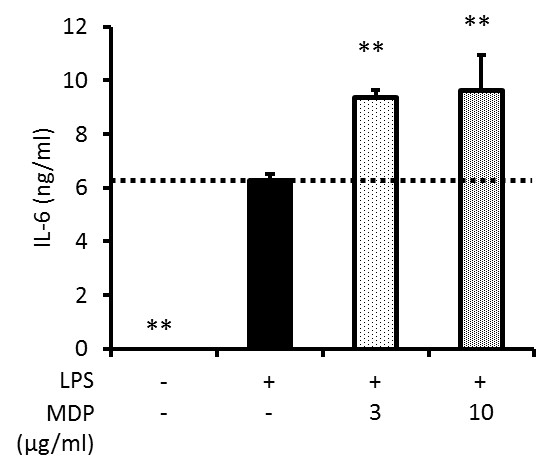 12
**
**
10
8
6
4
2
**
0
IL-6 (ng/ml)
LPS - + + +
MDP - - 3 10
(µg/ml)